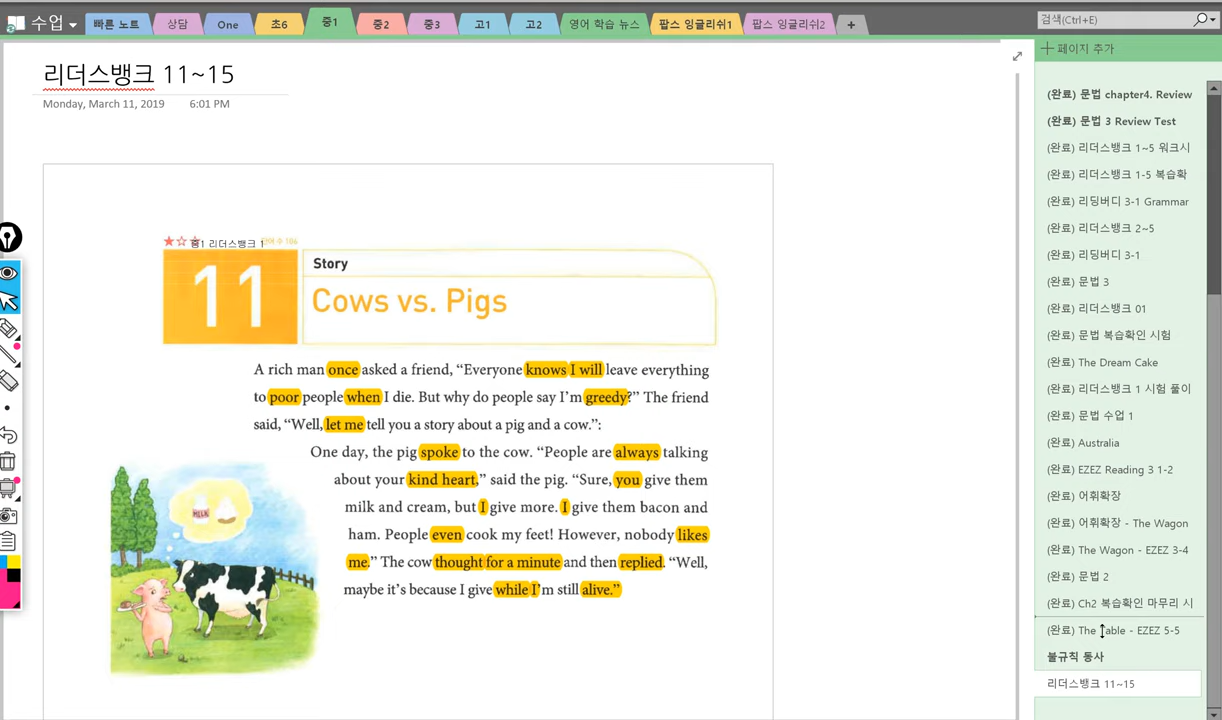 수업
빠른 노트
상담
One
초6
중1
중2
중3
고1
고2
영어 학습 뉴스
팝스 잉글리쉬1
팝스 잉글리쉬2
+
검색(Ctrl+E)
리더스뱅크 11~15
Monday, March 11, 2019 6:01 PM
중1 리더스뱅크 1
11
Story
Cows vs. Pigs
A rich man once asked a friend, “Everyone knows I will leave everything
to poor people when I die. But why do people say I’m greedy?” The friend
said, “Well, let me tell you a story about a pig and a cow.”:
One day, the pig spoke to the cow. “People are always talking
about your kind heart,” said the pig. “Sure, you give them
milk and cream, but I give more. I give them bacon and
ham. People even cook my feet! However, nobody likes
me.” The cow thought for a minute and then replied. “Well,
maybe it’s because I give while I’m still alive.”
MILK
페이지 추가
(완료) 문법 chapter4. Review
(완료) 문법 3 Review Test
(완료) 리더스뱅크 1~5 워크시
(완료) 리더스뱅크 1-5 복습확
(완료) 리딩버디 3-1 Grammar
(완료) 리더스뱅크 2~5
(완료) 리딩버디 3-1
(완료) 문법 3
(완료) 리더스뱅크 01
(완료) 문법 복습확인 시험
(완료) The Dream Cake
(완료) 리더스뱅크 1 시험 풀이
(완료) 문법 수업 1
(완료) Australia
(완료) EZEZ Reading 3 1-2
(완료) 어휘확장
(완료) 어휘확장 - The Wagon
(완료) The Wagon - EZEZ 3-4
(완료) 문법 2
(완료) Ch2 복습확인 마무리 시
(완료) The Table - EZEZ 5-5
불규칙 동사
리더스뱅크 11~15